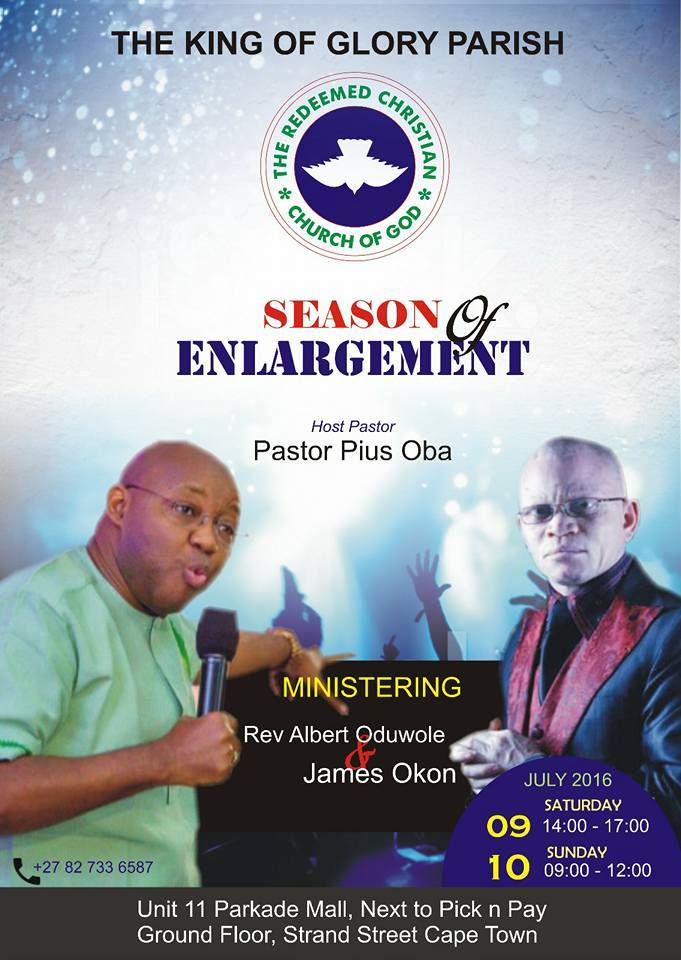 THE KING OF GLORY PARISH
THE REDEEMED CHRISTIAN
* CHURCH OF GOD *
SEASON Of
ENLARGEMENT
Host Pastor
Pastor Pius Oba
MINISTERING
Rev Albert Oduwole
&
James Okon
JULY 2016
SATURDAY
09 14:00 - 17:00
SUNDAY
10 09:00 - 12:00
+27 82 733 6587
Unit 11 Parkade Mall, Next to Pick n Pay
Ground Floor, Strand Street Cape Town